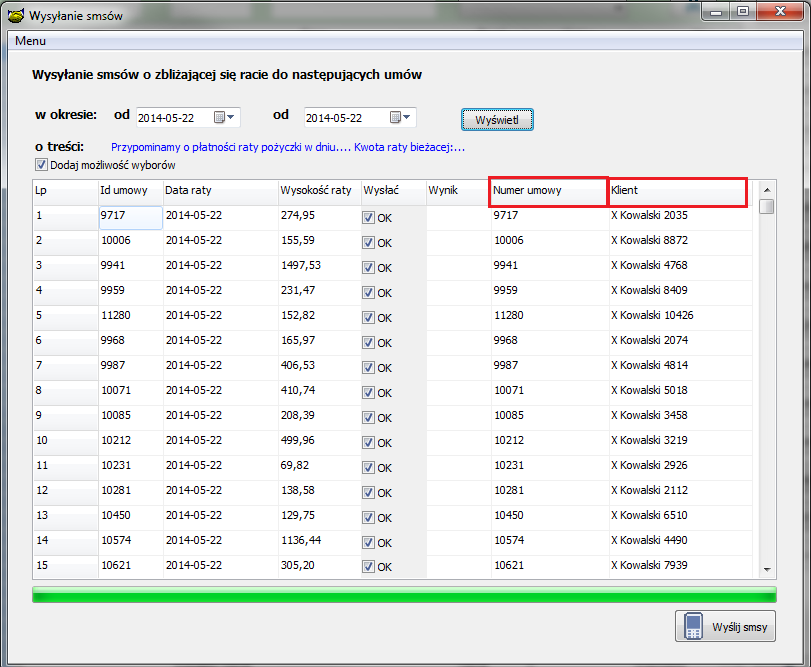 Wysyłanie smsów
Menu
Wysyłanie smsów o zbliżającej się racie do następujących umów
w okresie: od 2014-05-22 od 2014-05-22 Wyświetl
o treści: Przypominamy o płatności raty pożyczki w dniu.... Kwota raty bieżacej:...
Dodaj możliwość wyborów
Lp Id umowy Data raty Wysokość raty Wysłać Wynik Numer umowy Klient
1 9717 2014-05-22 274,95 OK 9717 X Kowalski 2035
2 10006 2014-05-22 155,59 OK 10006 X Kowalski 8872
3 9941 2014-05-22 1497,53 OK 9941 X Kowalski 4768
4 9959 2014-05-22 231,47 OK 9959 X Kowalski 8409
5 11280 2014-05-22 152,82 OK 11280 X Kowalski 10426
6 9968 2014-05-22 165,97 OK 9968 X Kowalski 2074
7 9987 2014-05-22 406,53 OK 9987 X Kowalski 4814
8 10071 2014-05-22 410,74 OK 10071 X Kowalski 5018
9 10085 2014-05-22 208,39 OK 10085 X Kowalski 3458
10 10212 2014-05-22 499,96 OK 10212 X Kowalski 3219
11 10231 2014-05-22 69,82 OK 10231 X Kowalski 2926
12 10281 2014-05-22 138,58 OK 10281 X Kowalski 2112
13 10450 2014-05-22 129,75 OK 10450 X Kowalski 6510
14 10574 2014-05-22 1136,44 OK 10574 X Kowalski 4490
15 10621 2014-05-22 305,20 OK 10621 X Kowalski 7939
Wyślij smsy